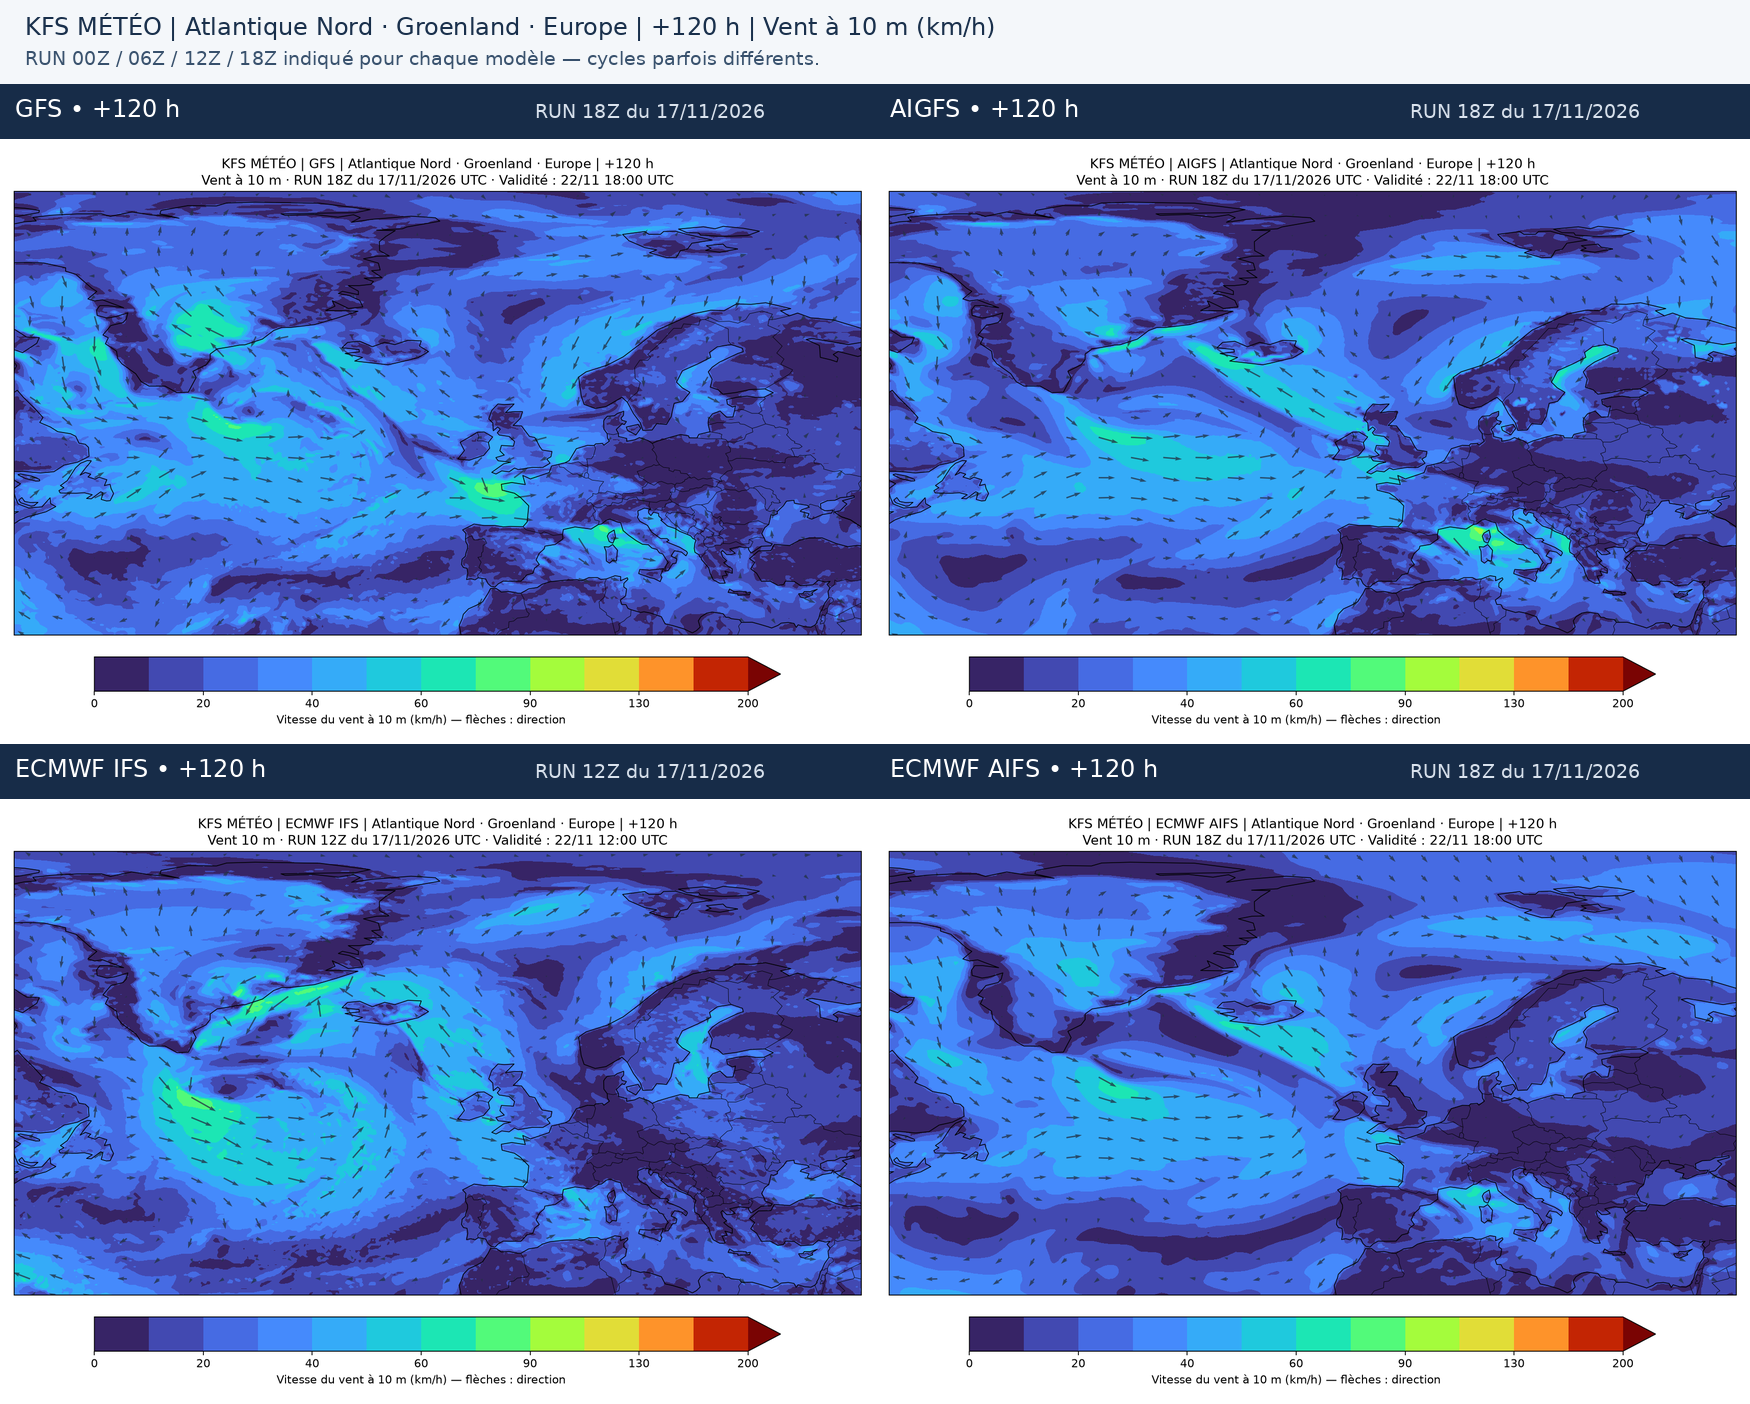 KFS MÉTÉO | Atlantique Nord · Groenland · Europe | +120 h | Vent à 10 m (km/h)
RUN 00Z / 06Z / 12Z / 18Z indiqué pour chaque modèle — cycles parfois différents.
GFS • +120 h
RUN 18Z du 17/11/2026
KFS MÉTÉO | GFS | Atlantique Nord · Groenland · Europe | +120 h
Vent à 10 m · RUN 18Z du 17/11/2026 UTC · Validité : 22/11 18:00 UTC
0 20 40 60 90 130 200
Vitesse du vent à 10 m (km/h) — flèches : direction
AIGFS • +120 h
RUN 18Z du 17/11/2026
KFS MÉTÉO | AIGFS | Atlantique Nord · Groenland · Europe | +120 h
Vent à 10 m · RUN 18Z du 17/11/2026 UTC · Validité : 22/11 18:00 UTC
0 20 40 60 90 130 200
Vitesse du vent à 10 m (km/h) — flèches : direction
ECMWF IFS • +120 h
RUN 12Z du 17/11/2026
KFS MÉTÉO | ECMWF IFS | Atlantique Nord · Groenland · Europe | +120 h
Vent 10 m · RUN 12Z du 17/11/2026 UTC · Validité : 22/11 12:00 UTC
0 20 40 60 90 130 200
Vitesse du vent à 10 m (km/h) — flèches : direction
ECMWF AIFS • +120 h
RUN 18Z du 17/11/2026
KFS MÉTÉO | ECMWF AIFS | Atlantique Nord · Groenland · Europe | +120 h
Vent 10 m · RUN 18Z du 17/11/2026 UTC · Validité : 22/11 18:00 UTC
0 20 40 60 90 130 200
Vitesse du vent à 10 m (km/h) — flèches : direction